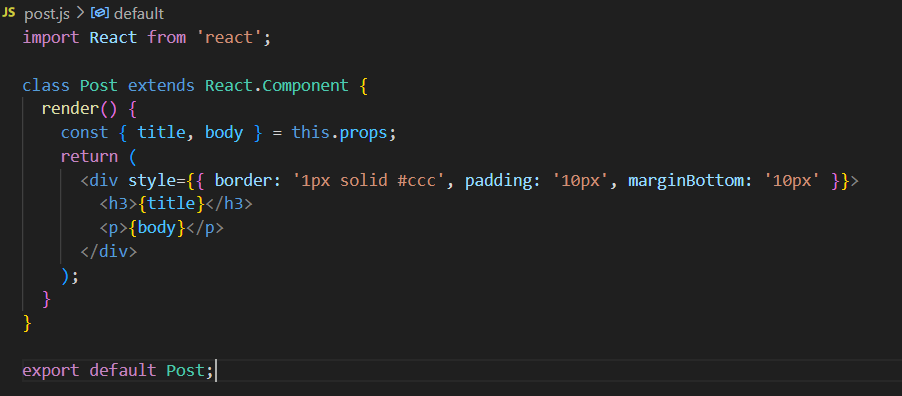 JS post.js > default
import React from 'react';
class Post extends React.Component {
render() {
const { title, body } = this.props;
return (
<div style={{ border: '1px solid #ccc', padding: '10px', marginBottom: '10px' }}>
<h3>{title}</h3>
<p>{body}</p>
</div>
);
}
}
export default Post;